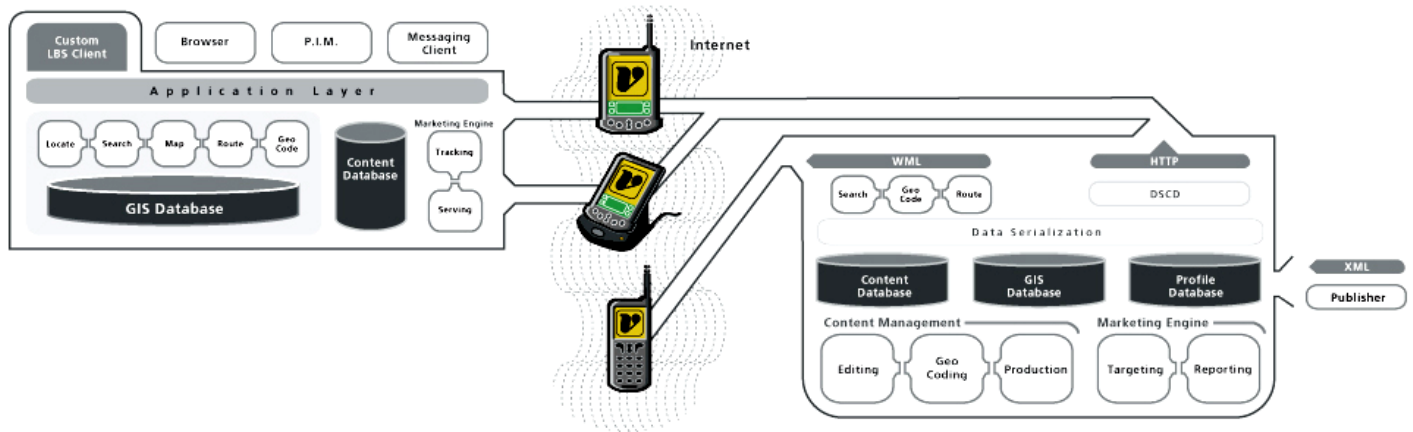 Custom
LBS Client
Browser
P.I.M.
Messaging
Client
Application Layer
Locate
Search
Map
Route
Geo
Code
GIS Database
Content
Database
Marketing Engine
Tracking
Serving
Internet
WML
Search
Geo
Code
Route
HTTP
DSCD
Data Serialization
Content
Database
GIS
Database
Profile
Database
XML
Publisher
Content Management
Editing
Geo
Coding
Production
Marketing Engine
Targeting
Reporting